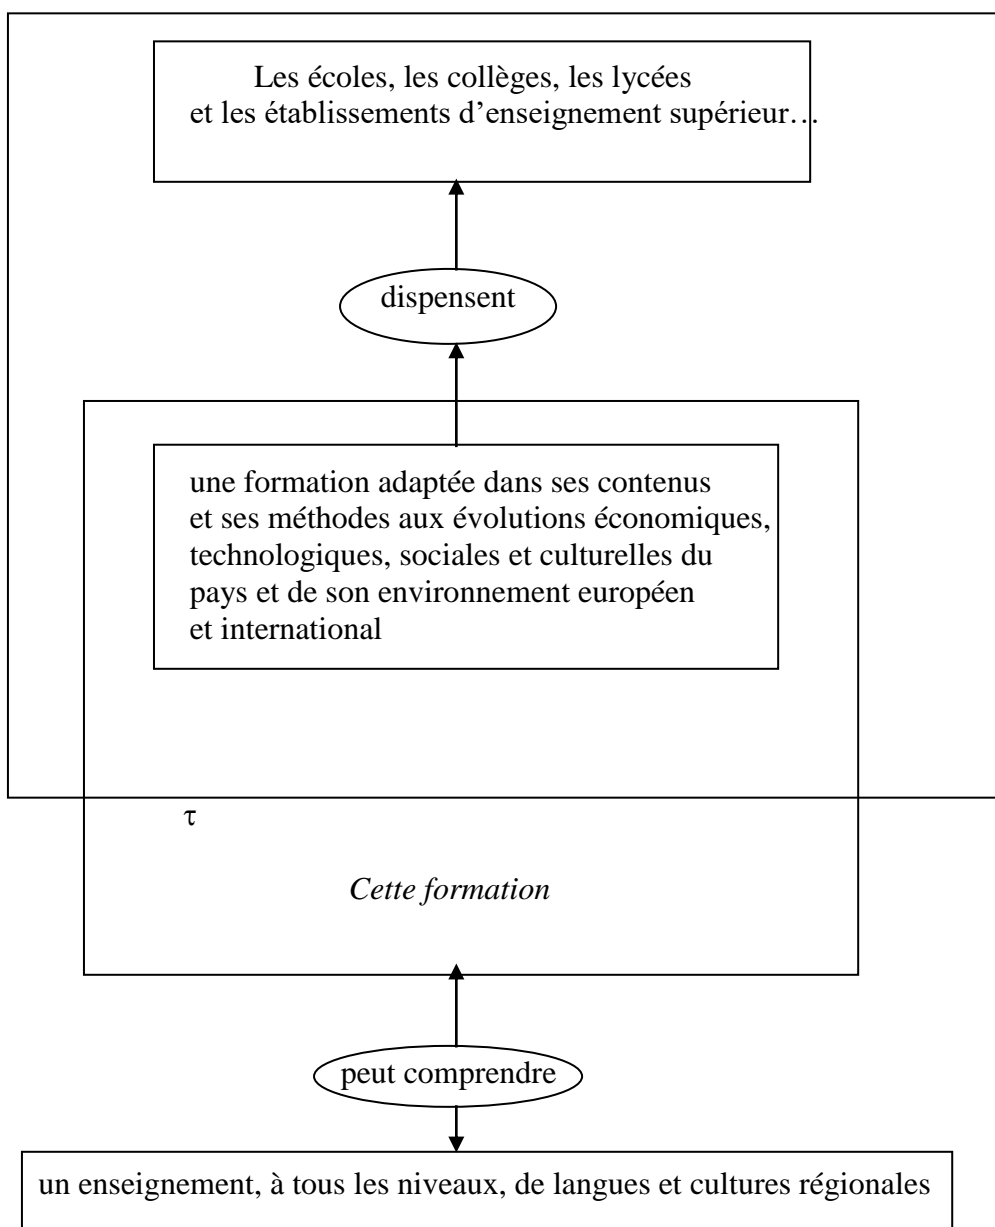 Les écoles, les collèges, les lycées
et les établissements d’enseignement supérieur…
dispensent
une formation adaptée dans ses contenus
et ses méthodes aux évolutions économiques,
technologiques, sociales et culturelles du
pays et de son environnement européen
et international
τ
Cette formation
peut comprendre
un enseignement, à tous les niveaux, de langues et cultures régionales